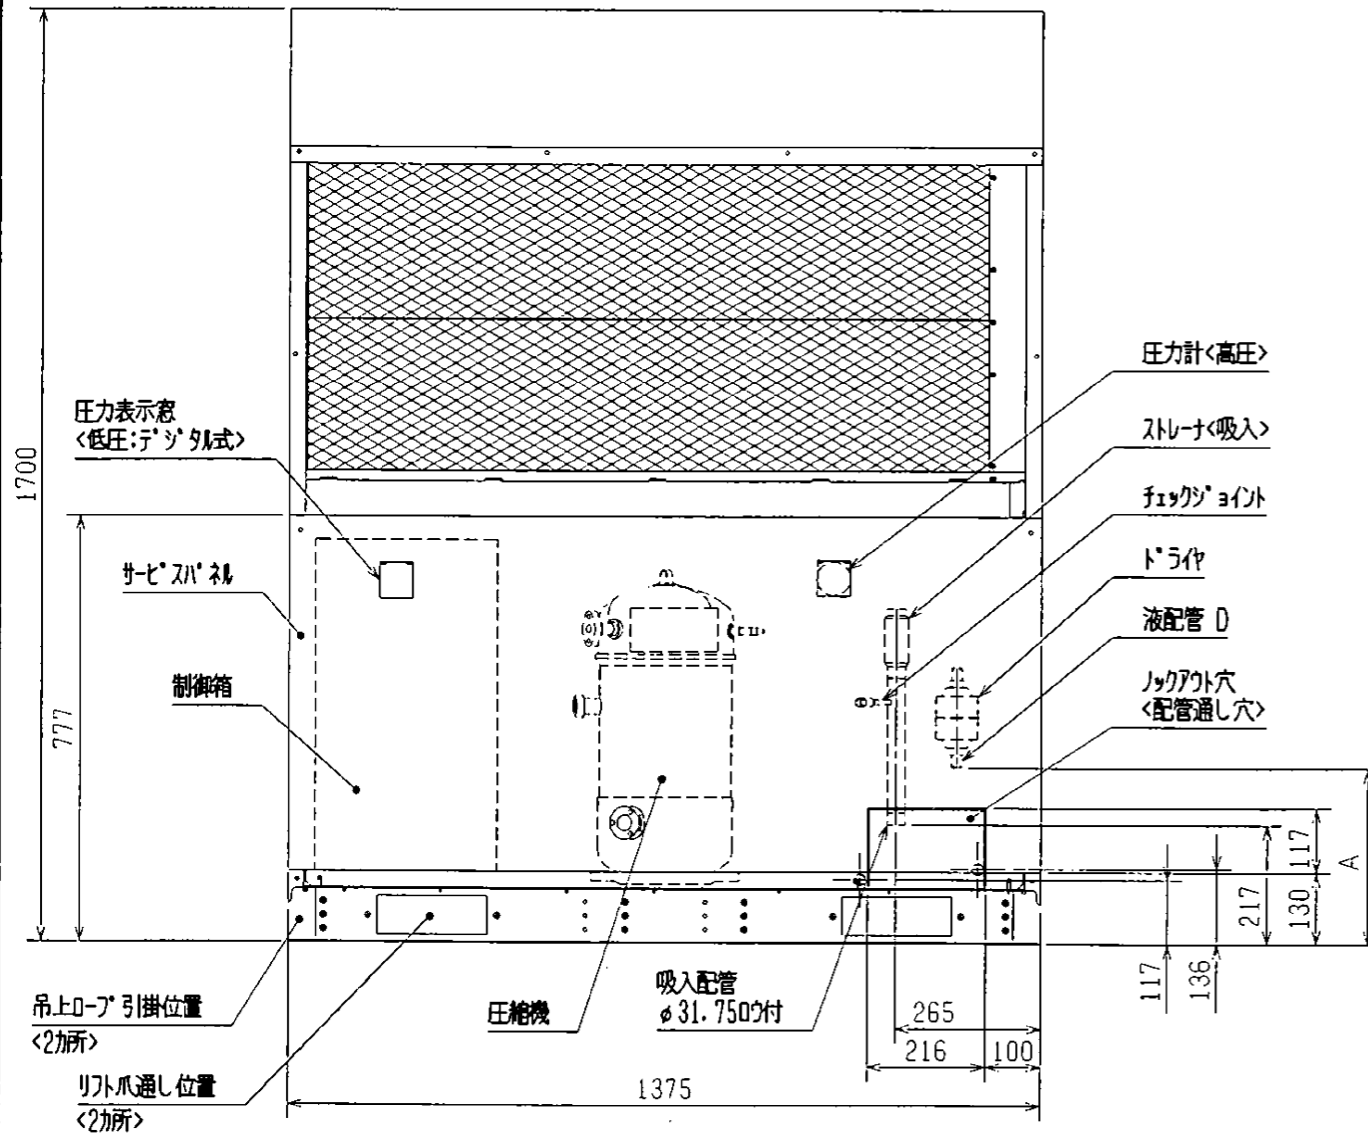 1700
777
圧力表示窓
<低圧:デジタル式>
サービスパネル
制御箱
吊上ロープ引掛位置
<2カ所>
リフト爪通し位置
<2カ所>
圧縮機
吸入配管
φ31.75ロウ付
圧力計<高圧>
ストレーナ<吸入>
チェックジョイント
ドライヤ
液配管 D
ノックアウト穴
<配管通し穴>
117
130
A
217
136
117
265
216
100
1375